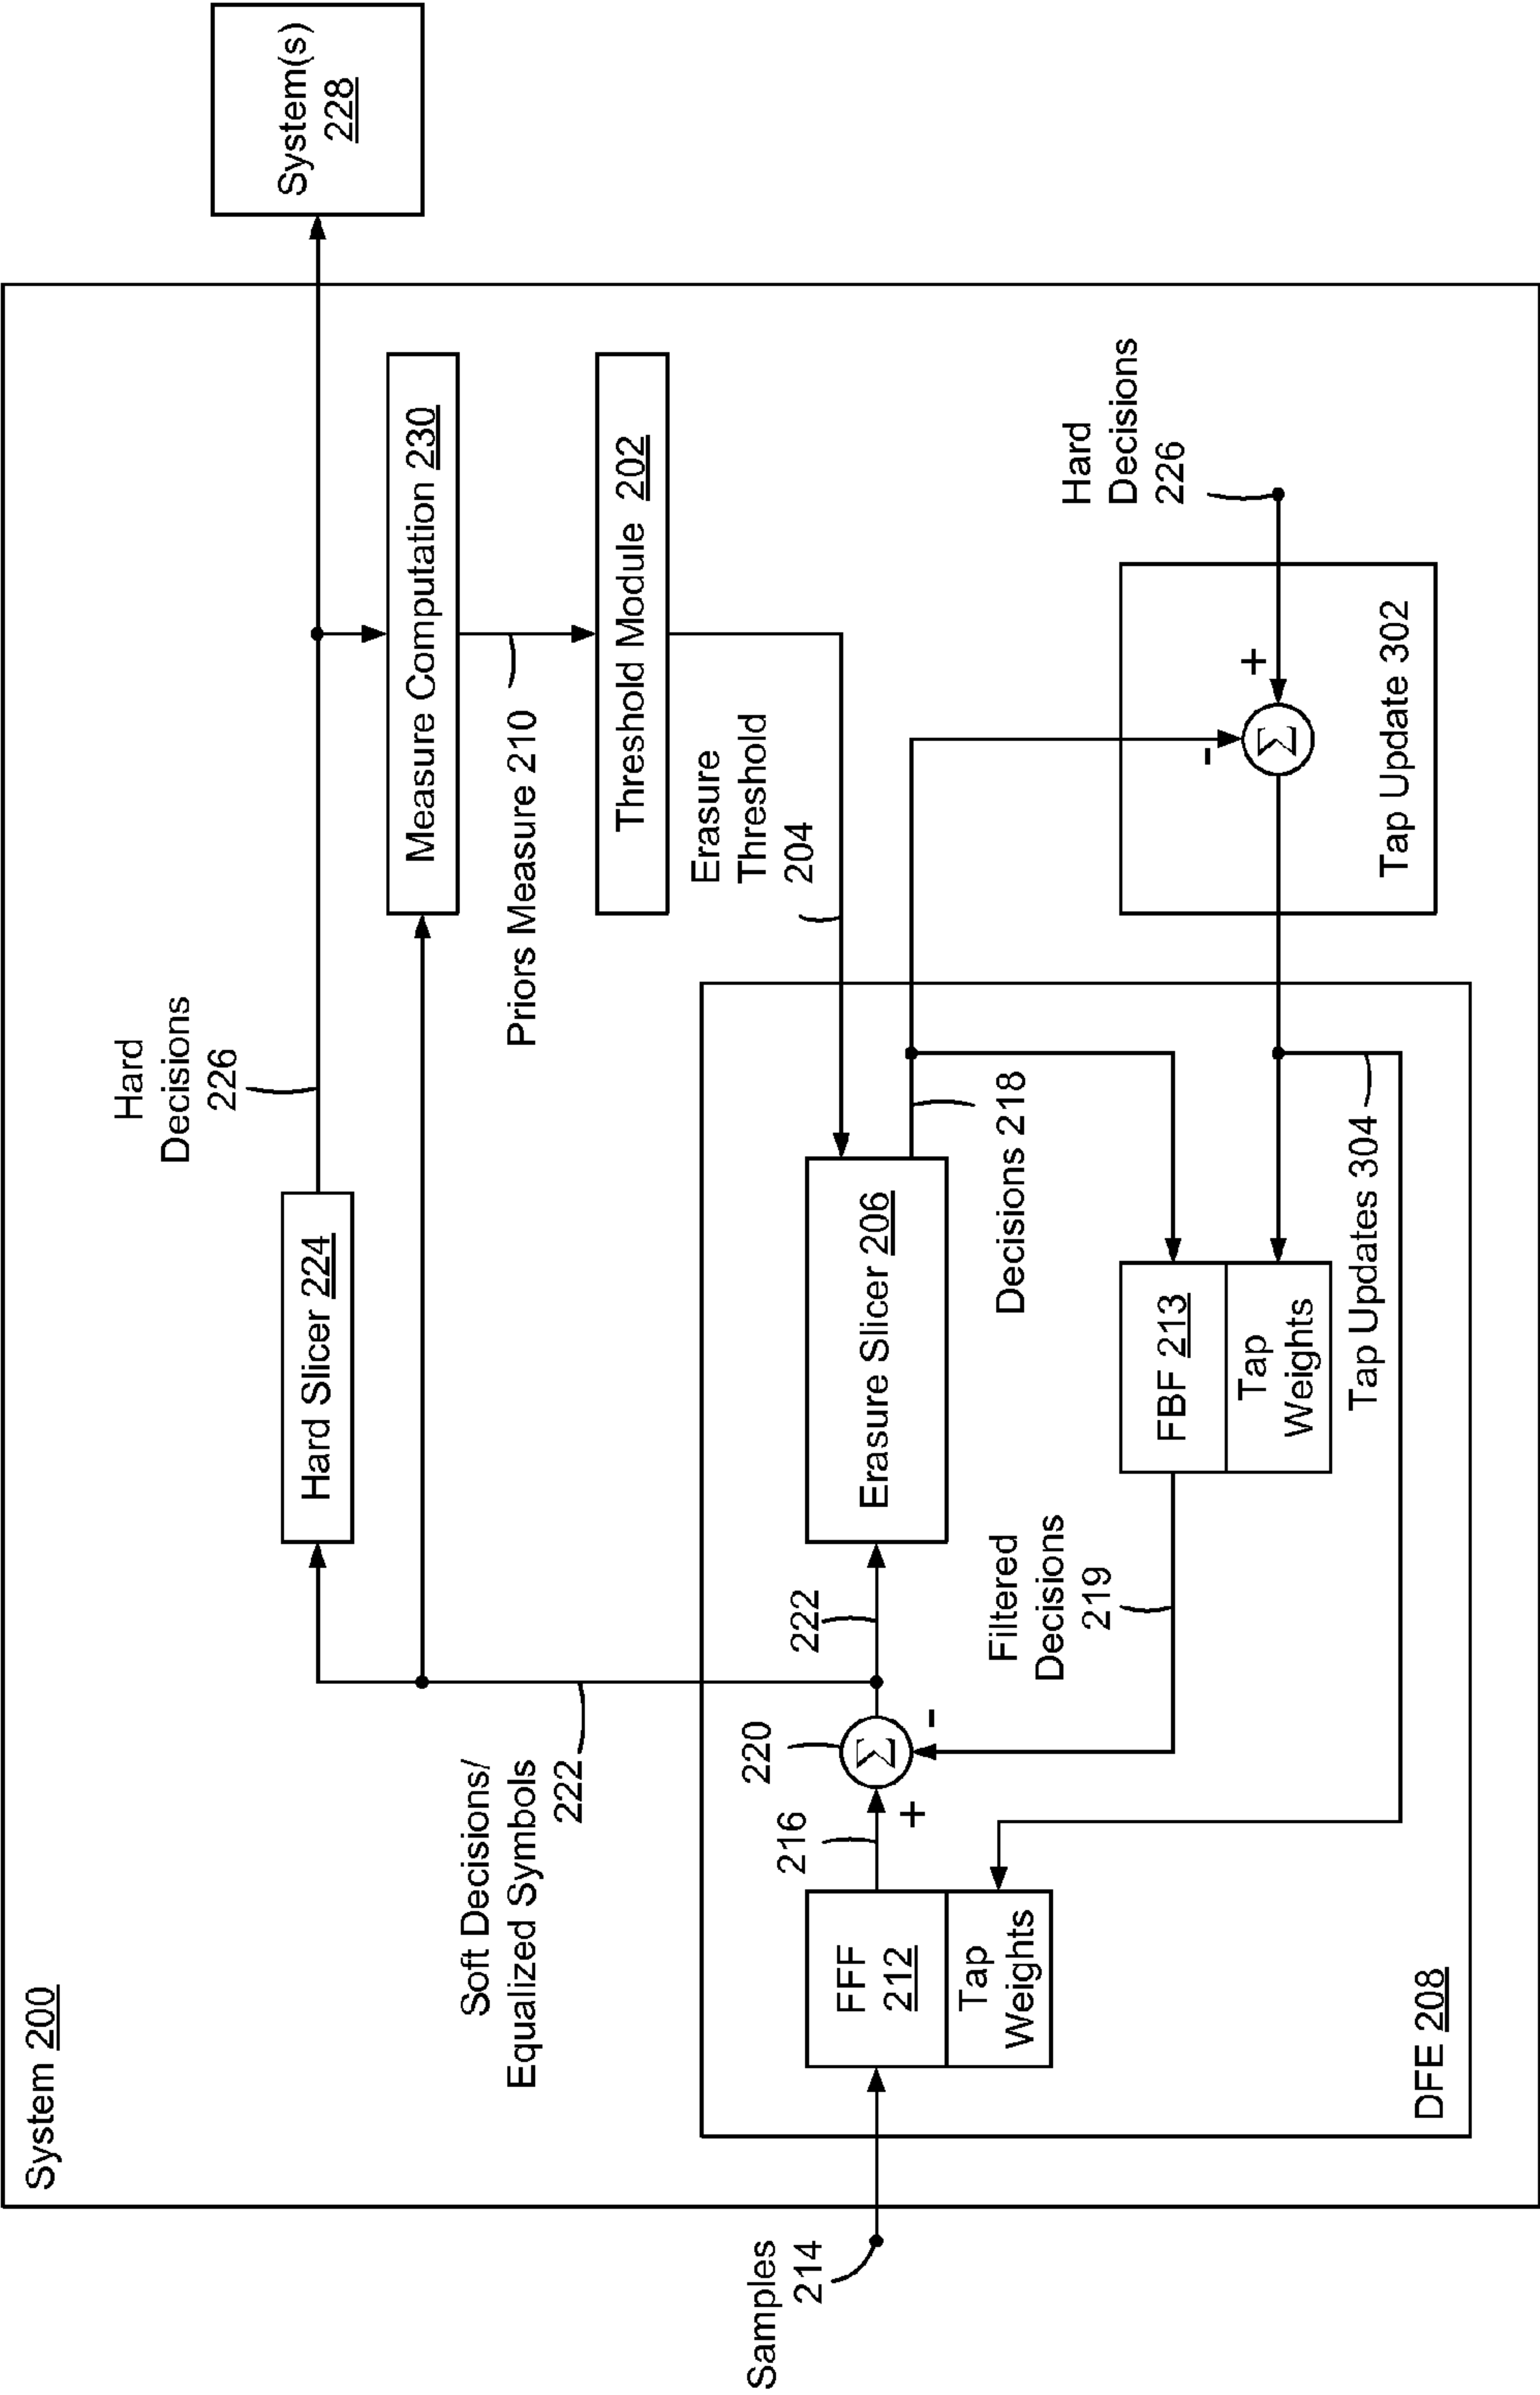 System 200
Hard
Decisions
226
System(s)
228
Hard Slicer 224
Soft Decisions/
Equalized Symbols
222
Measure Computation 230
Priors Measure 210
Threshold Module 202
Erasure
Threshold
204
Samples
214
FFF
212
Tap
Weights
216
+
220
Σ
-
222
Erasure Slicer 206
Decisions 218
Filtered
Decisions
219
FBF 213
Tap
Weights
Tap Updates 304
DFE 208
Hard
Decisions
226
-
+
Σ
Tap Update 302